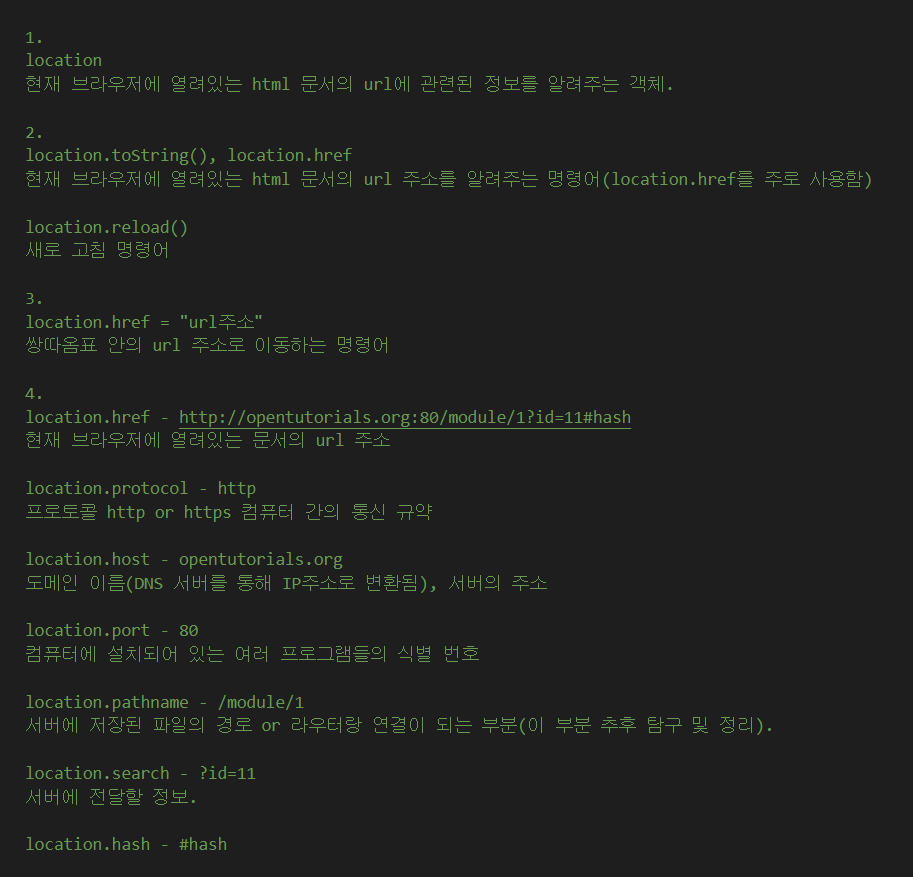 1.
location
현재 브라우저에 열려있는 html 문서의 url에 관련된 정보를 알려주는 객체.
2.
location.toString(), location.href
현재 브라우저에 열려있는 html 문서의 url 주소를 알려주는 명령어(location.href를 주로 사용함)
location.reload()
새로 고침 명령어
3.
location.href = "url주소"
쌍따옴표 안의 url 주소로 이동하는 명령어
4.
location.href - http://opentutorials.org:80/module/1?id=11#hash
현재 브라우저에 열려있는 문서의 url 주소
location.protocol - http
프로토콜 http or https 컴퓨터 간의 통신 규약
location.host - opentutorials.org
도메인 이름(DNS 서버를 통해 IP주소로 변환됨), 서버의 주소
location.port - 80
컴퓨터에 설치되어 있는 여러 프로그램들의 식별 번호
location.pathname - /module/1
서버에 저장된 파일의 경로 or 라우터랑 연결이 되는 부분(이 부분 추후 탐구 및 정리).
location.search - ?id=11
서버에 전달할 정보.
location.hash - #hash